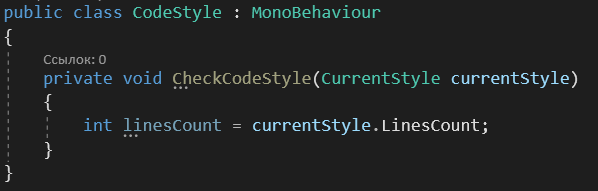 public class CodeStyle : MonoBehaviour
{
Ссылок: 0
private void CheckCodeStyle(CurrentStyle currentStyle)
{
int linesCount = currentStyle.LinesCount;
}
}